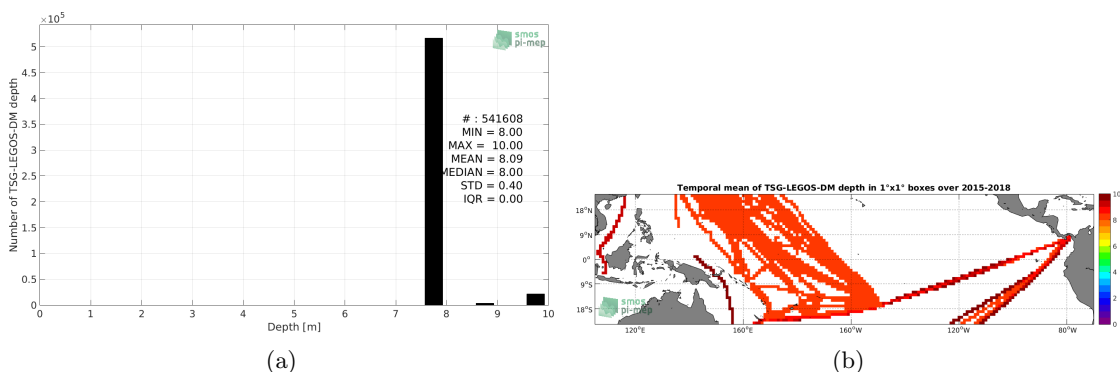 ×10⁵
5
4.5
4
3.5
3
2.5
2
1.5
1
0.5
0
Number of TSG-LEGOS-DM depth
smos
pi-mep
# : 541608
MIN = 8.00
MAX = 10.00
MEAN = 8.09
MEDIAN = 8.00
STD = 0.40
IQR = 0.00
0 1 2 3 4 5 6 7 8 9 10
Depth [m]
(a)
Temporal mean of TSG-LEGOS-DM depth in 1°x1° boxes over 2015-2018
18°N
9°N
0°
9°S
18°S
smos
pi-mep
120°E 160°E 160°W 120°W 80°W
10
8
6
4
2
0
(b)